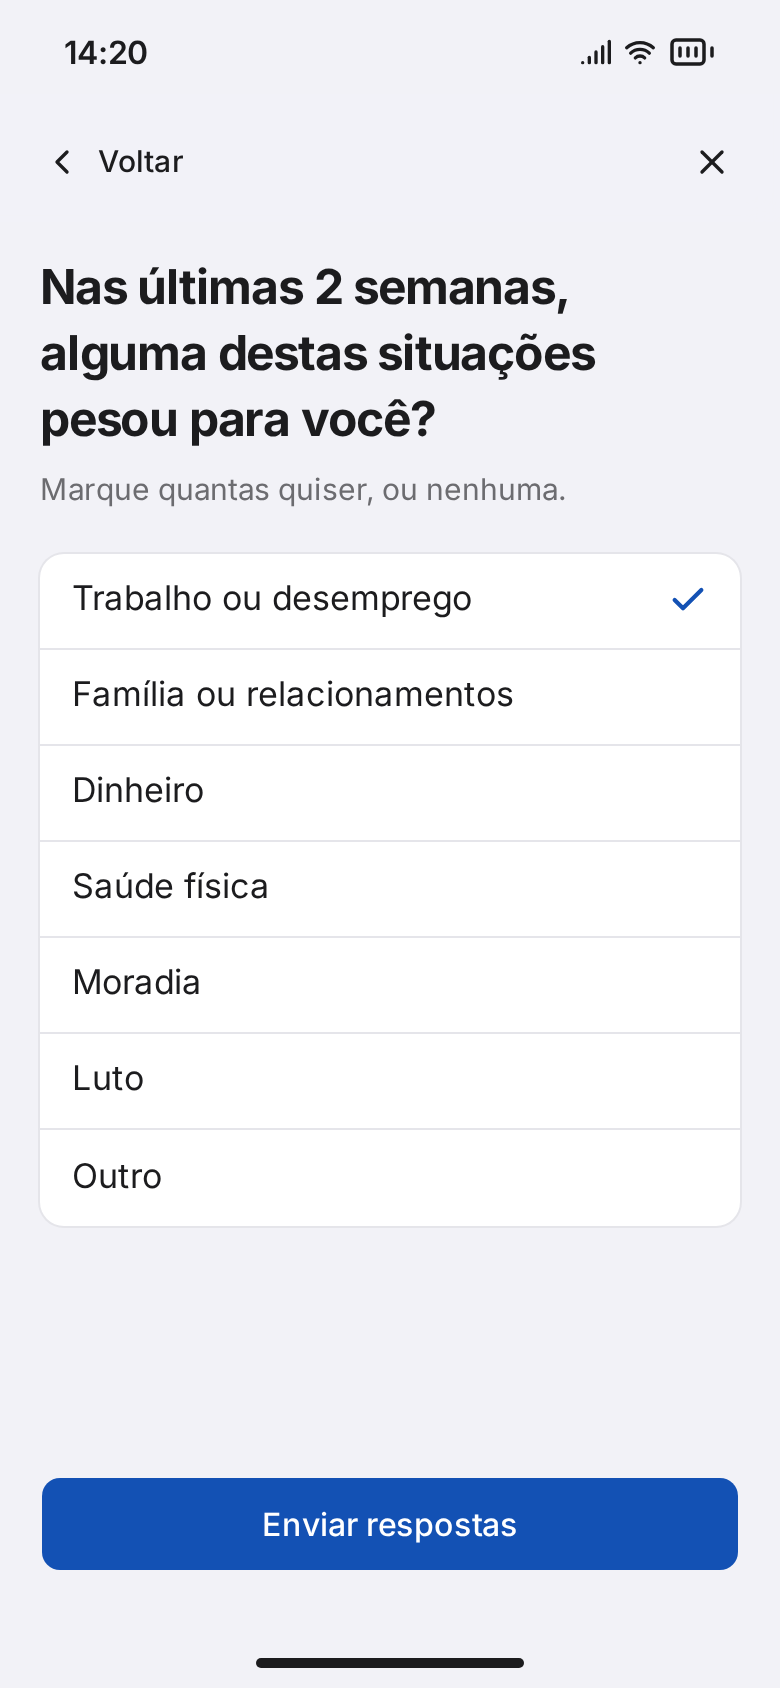 14:20
Voltar
Nas últimas 2 semanas,
alguma destas situações
pesou para você?
Marque quantas quiser, ou nenhuma.
Trabalho ou desemprego
Família ou relacionamentos
Dinheiro
Saúde física
Moradia
Luto
Outro
Enviar respostas